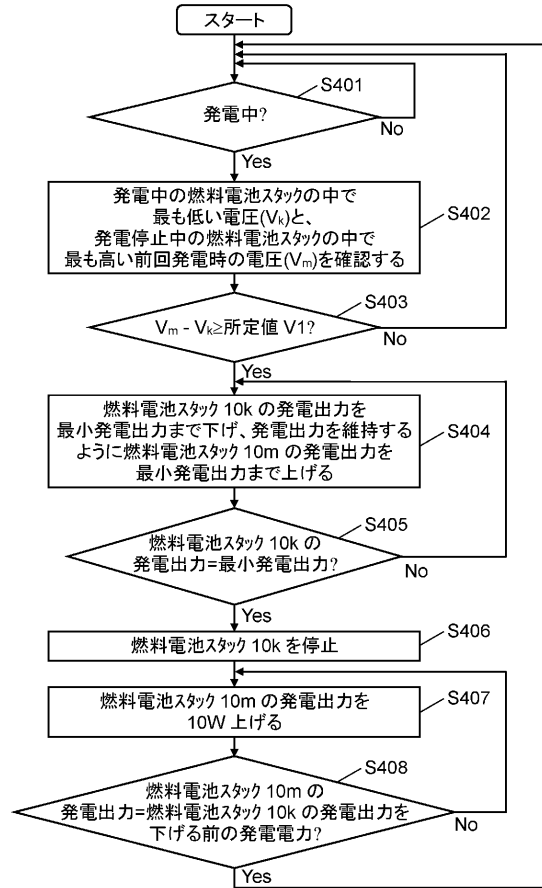 スタート
S401
発電中?
No
Yes
発電中の燃料電池スタックの中で
最も低い電圧(Vk)と、
発電停止中の燃料電池スタックの中で
最も高い前回発電時の電圧(Vm)を確認する
S402
S403
Vm - Vk≥所定値 V1?
No
Yes
燃料電池スタック 10k の発電出力を
最小発電出力まで下げ、発電出力を維持する
ように燃料電池スタック 10m の発電出力を
最小発電出力まで上げる
S404
S405
燃料電池スタック 10k の
発電出力=最小発電出力?
No
Yes
燃料電池スタック 10k を停止
S406
燃料電池スタック 10m の発電出力を
10W 上げる
S407
S408
燃料電池スタック 10m の
発電出力=燃料電池スタック 10k の発電出力を
下げる前の発電電力?
No
Yes